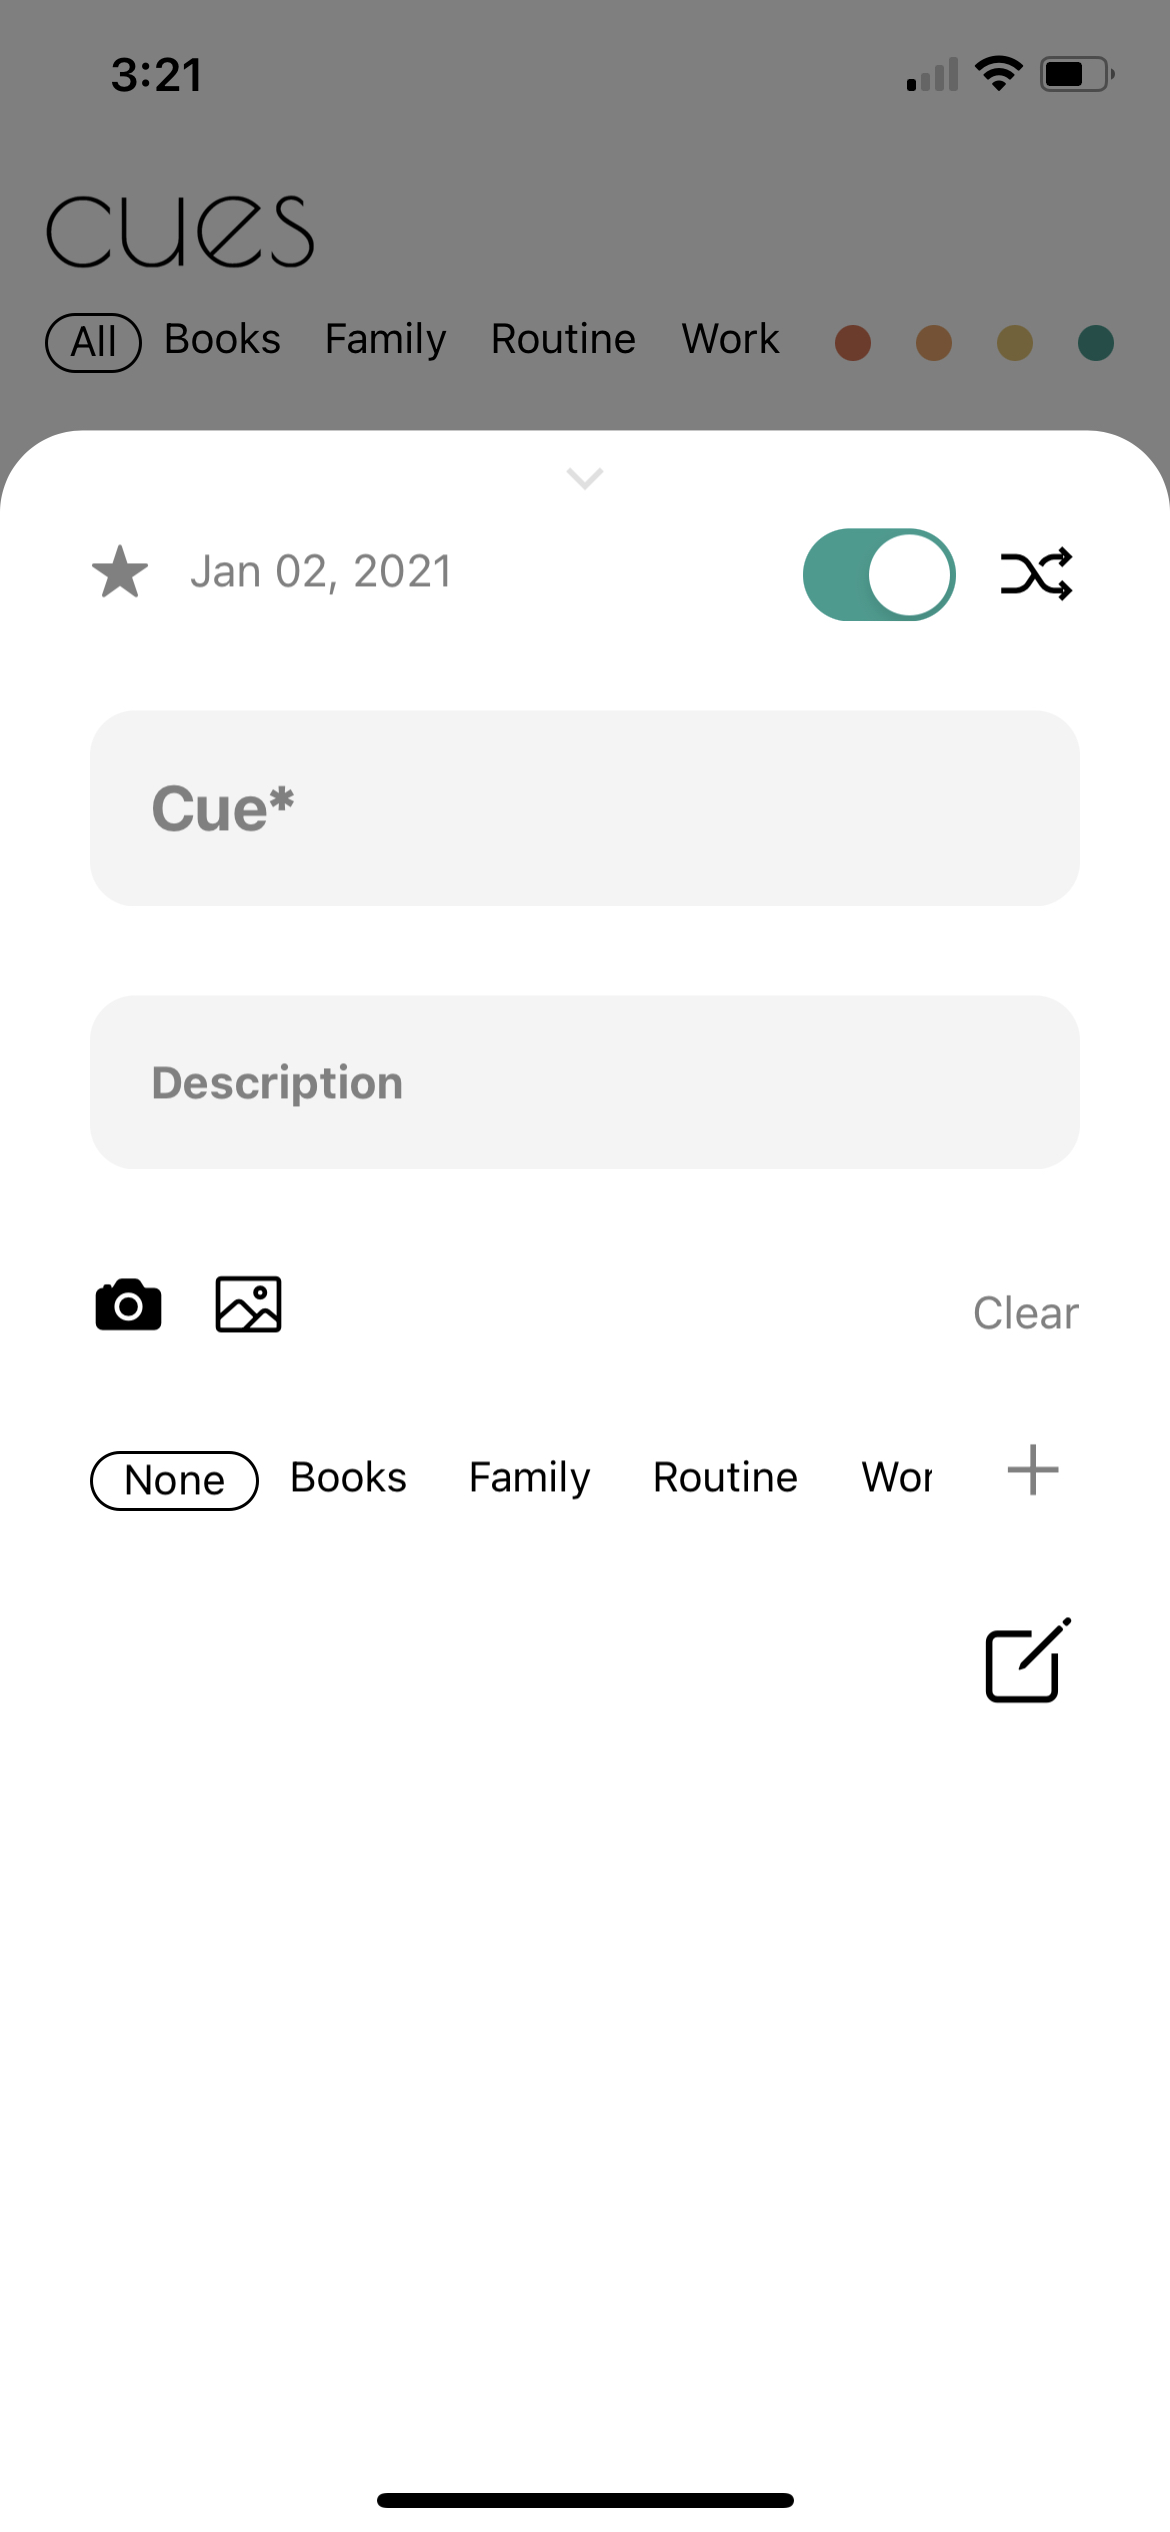 3:21
cues
All Books Family Routine Work
Jan 02, 2021
Cue*
Description
Clear
None Books Family Routine Wor